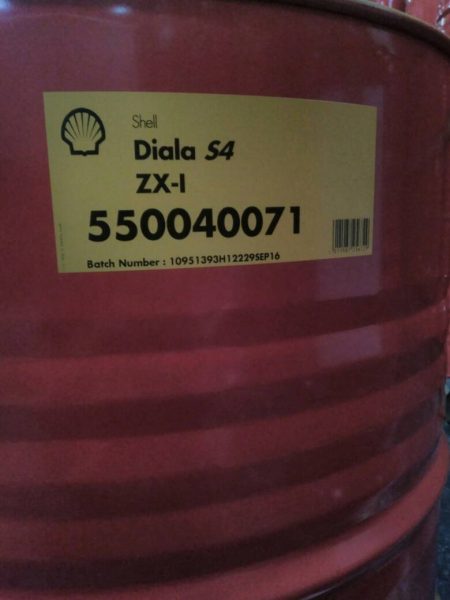 Shell
Diala S4
ZX-I
550040071
Batch Number : 10951393H12229SEP16